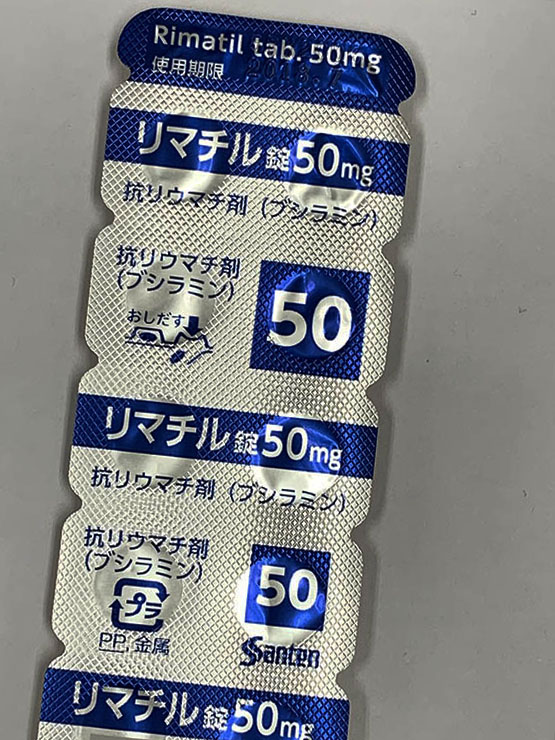 Rimatil tab. 50mg
使用期限
リマチル錠50mg
抗リウマチ剤（ブシラミン）
抗リウマチ剤
（ブシラミン）
おしだす
50
リマチル錠50mg
抗リウマチ剤（ブシラミン）
抗リウマチ剤
（ブシラミン）
プラ
PP, 金属
50
Santen
リマチル錠50mg